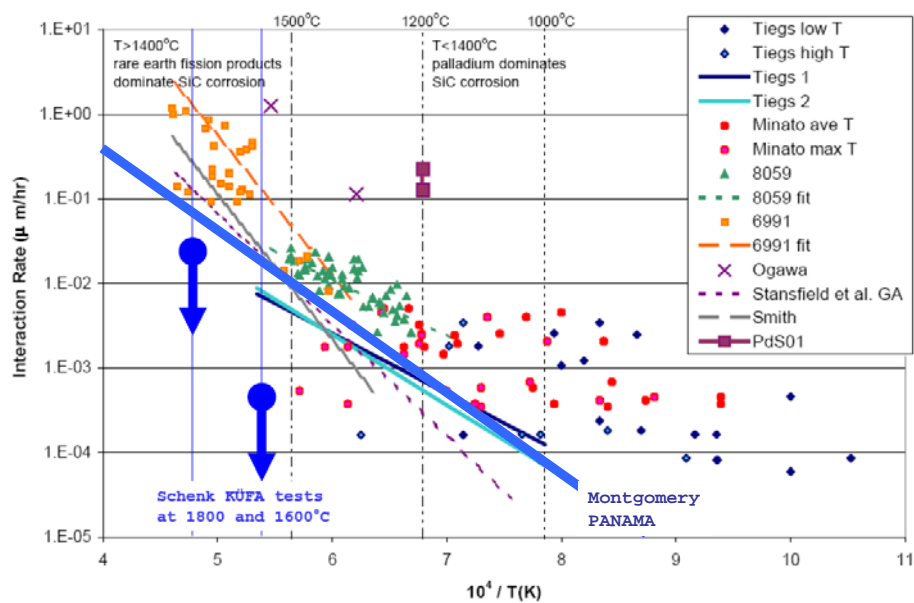 1500°C 1200°C 1000°C
T>1400°C
rare earth fission products
dominate SiC corrosion
T<1400°C
palladium dominates
SiC corrosion
1.E+01
1.E+00
1.E-01
1.E-02
1.E-03
1.E-04
1.E-05
Interaction Rate (μ m/hr)
Tiegs low T
Tiegs high T
Tiegs 1
Tiegs 2
Minato ave T
Minato max T
8059
8059 fit
6991
6991 fit
Ogawa
Stansfield et al. GA
Smith
PdS01
Schenk KÜFA tests
at 1800 and 1600°C
Montgomery
PANAMA
4 5 6 7 8 9 10 11
10⁴ / T(K)